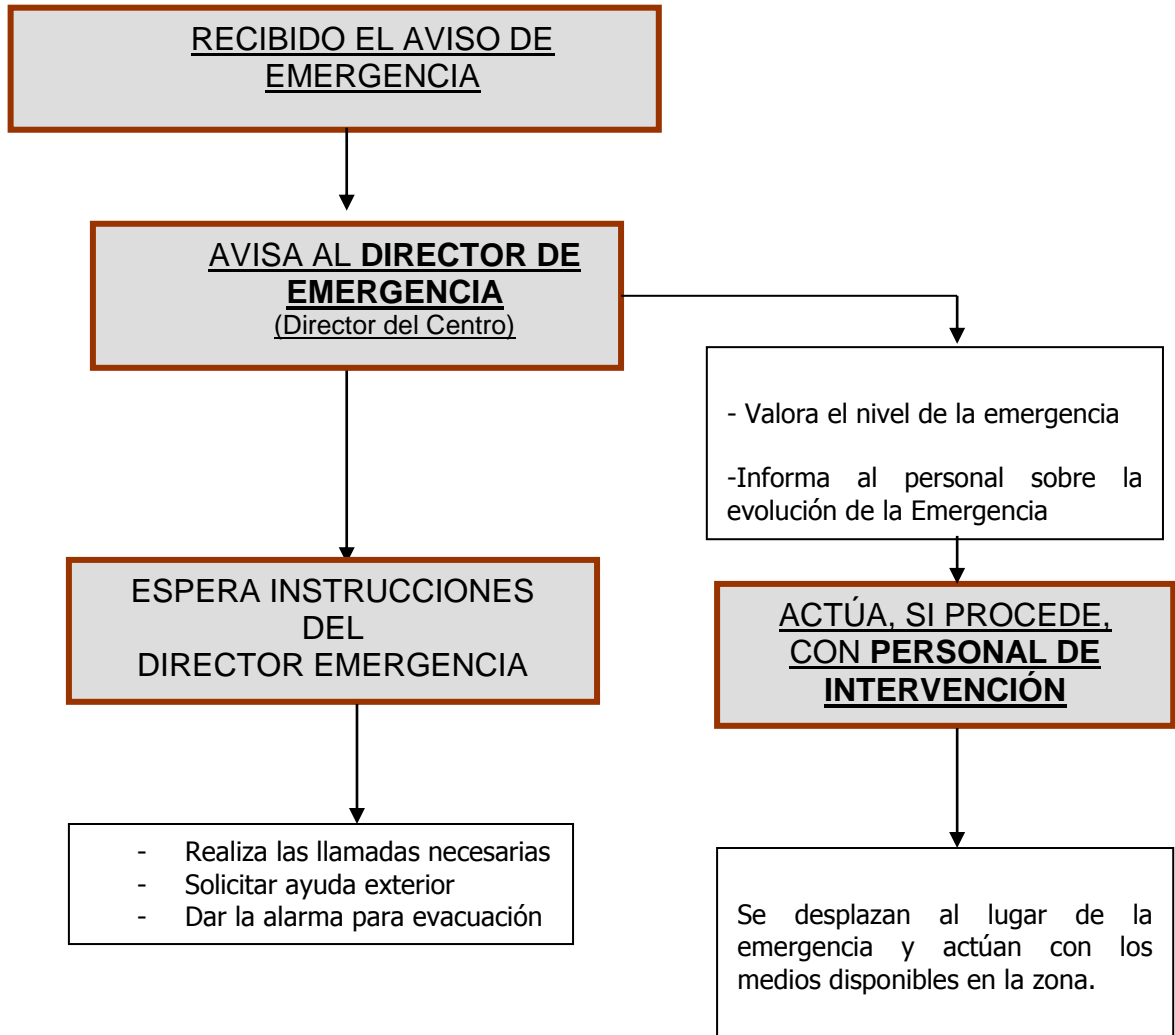 RECIBIDO EL AVISO DE
EMERGENCIA
AVISA AL DIRECTOR DE
EMERGENCIA
(Director del Centro)
- Valora el nivel de la emergencia
-Informa al personal sobre la
evolución de la Emergencia
ESPERA INSTRUCCIONES
DEL
DIRECTOR EMERGENCIA
ACTÚA, SI PROCEDE,
CON PERSONAL DE
INTERVENCIÓN
- Realiza las llamadas necesarias
- Solicitar ayuda exterior
- Dar la alarma para evacuación
Se desplazan al lugar de la
emergencia y actúan con los
medios disponibles en la zona.